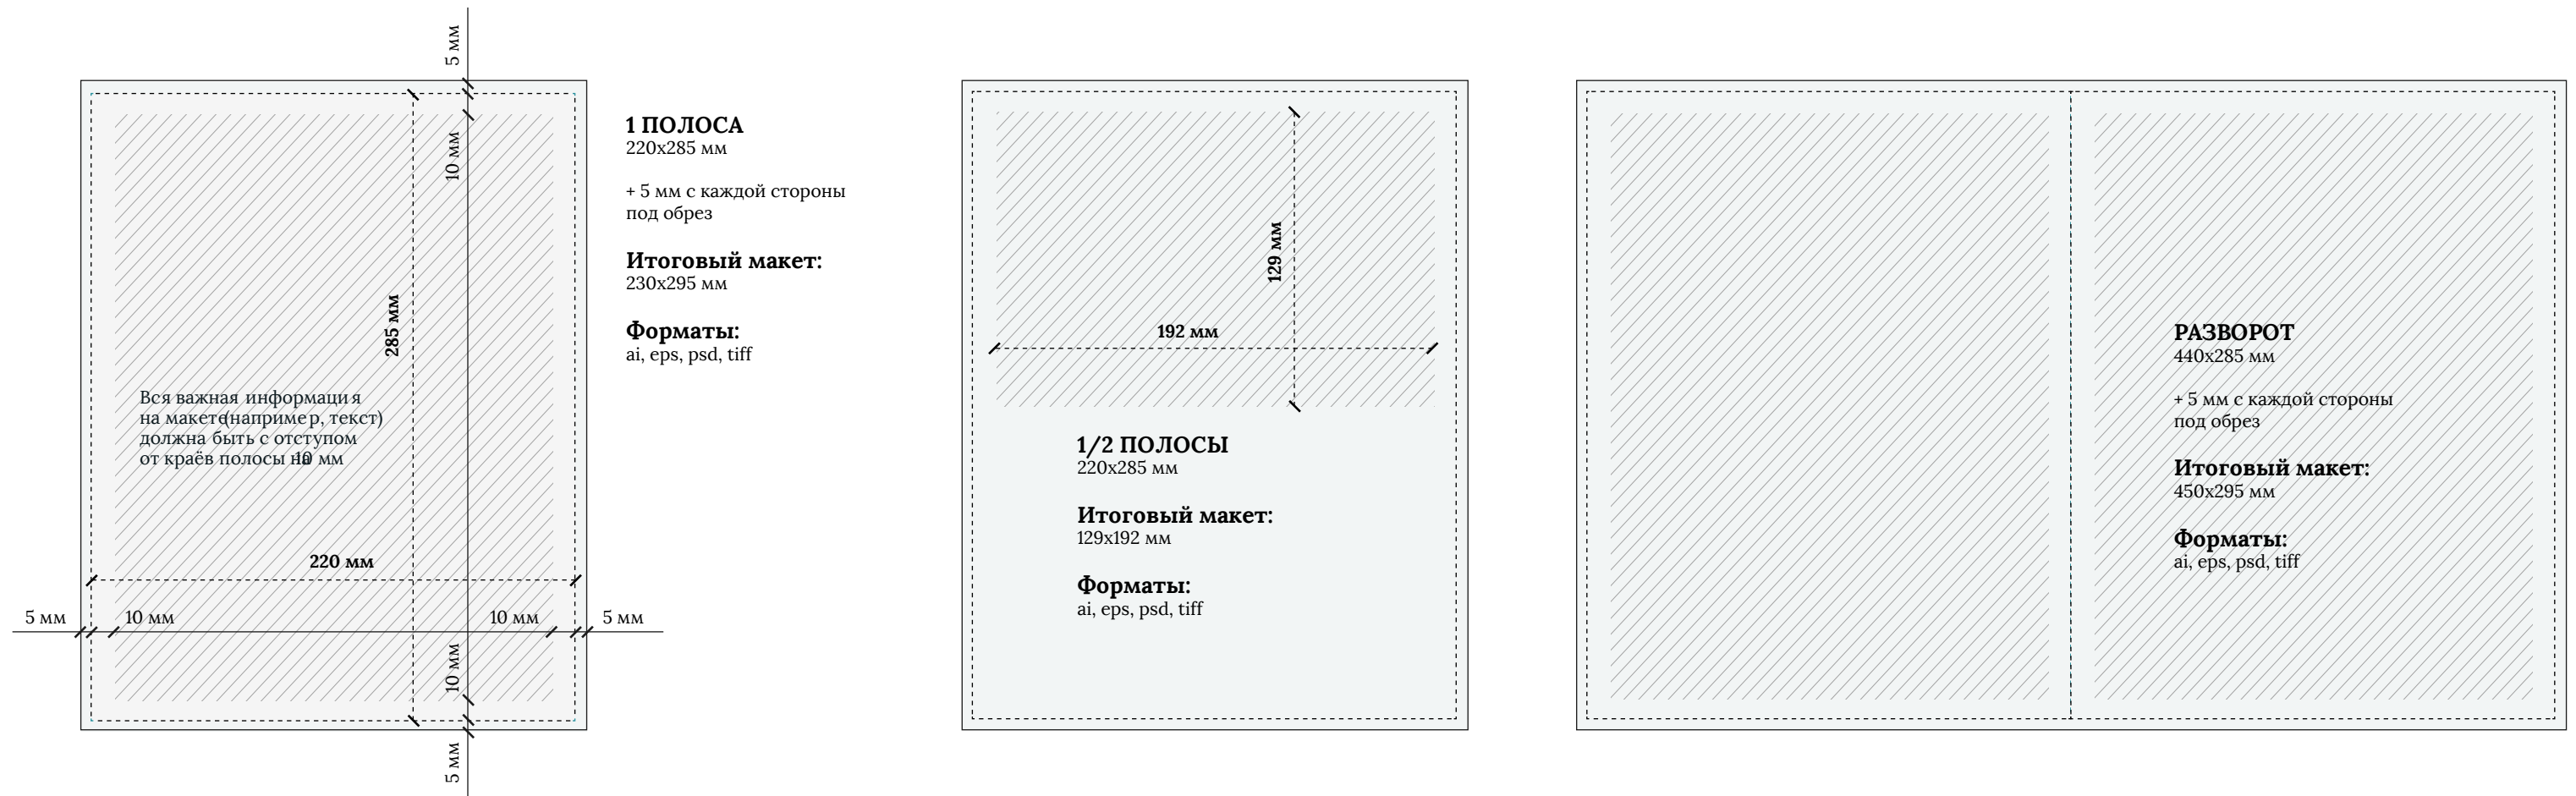 5 мм
10 мм
285 мм
Вся важная информация
на макете(например, текст)
должна быть с отступом
от краёв полосы на 10 мм
220 мм
5 мм
10 мм
10 мм
5 мм
10 мм
5 мм
1 ПОЛОСА
220x285 мм
+ 5 мм с каждой стороны
под обрез
Итоговый макет:
230x295 мм
Форматы:
ai, eps, psd, tiff
129 мм
192 мм
1/2 ПОЛОСЫ
220x285 мм
Итоговый макет:
129x192 мм
Форматы:
ai, eps, psd, tiff
РАЗВОРОТ
440x285 мм
+ 5 мм с каждой стороны
под обрез
Итоговый макет:
450x295 мм
Форматы:
ai, eps, psd, tiff